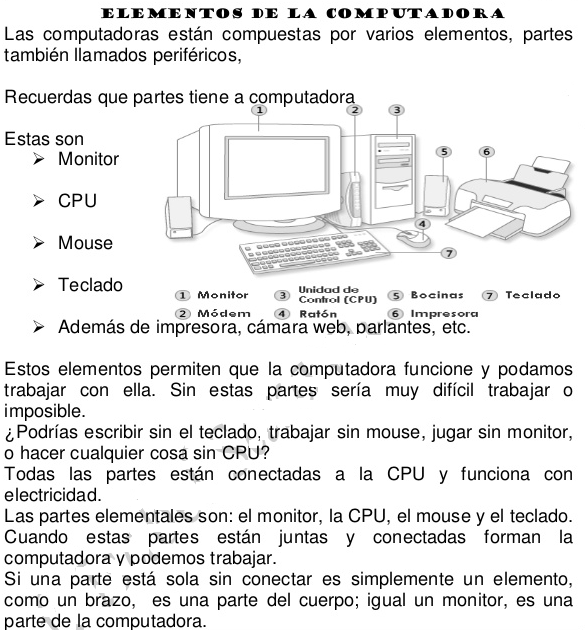 ELEMENTOS DE LA COMPUTADORA
Las computadoras están compuestas por varios elementos, partes
también llamados periféricos,
Recuerdas que partes tiene a computadora
1 2 3
Estas son
5 6
➢ Monitor
➢ CPU
4
➢ Mouse
7
➢ Teclado
1 Monitor
2 Módem
3 Unidad de
Control (CPU)
4 Ratón
5 Bocinas
6 Impresora
7 Teclado
➢ Además de impresora, cámara web, parlantes, etc.
Estos elementos permiten que la computadora funcione y podamos
trabajar con ella. Sin estas partes sería muy difícil trabajar o
imposible.
¿Podrías escribir sin el teclado, trabajar sin mouse, jugar sin monitor,
o hacer cualquier cosa sin CPU?
Todas las partes están conectadas a la CPU y funciona con
electricidad.
Las partes elementales son: el monitor, la CPU, el mouse y el teclado.
Cuando estas partes están juntas y conectadas forman la
computadora y podemos trabajar.
Si una parte está sola sin conectar es simplemente un elemento,
como un brazo, es una parte del cuerpo; igual un monitor, es una
parte de la computadora.